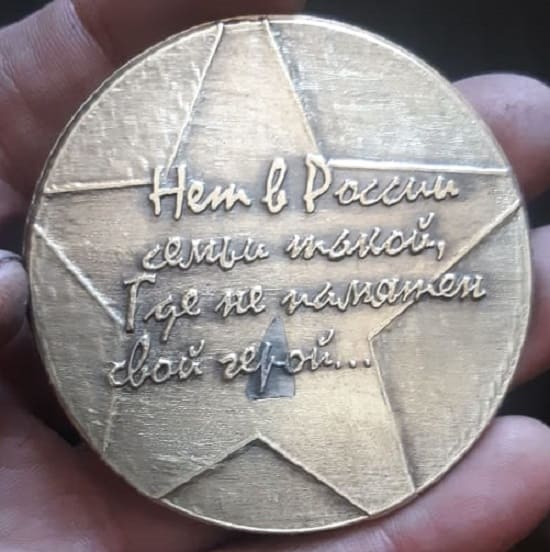 Нет в России
семьи такой,
Где не памятен
свой герой...